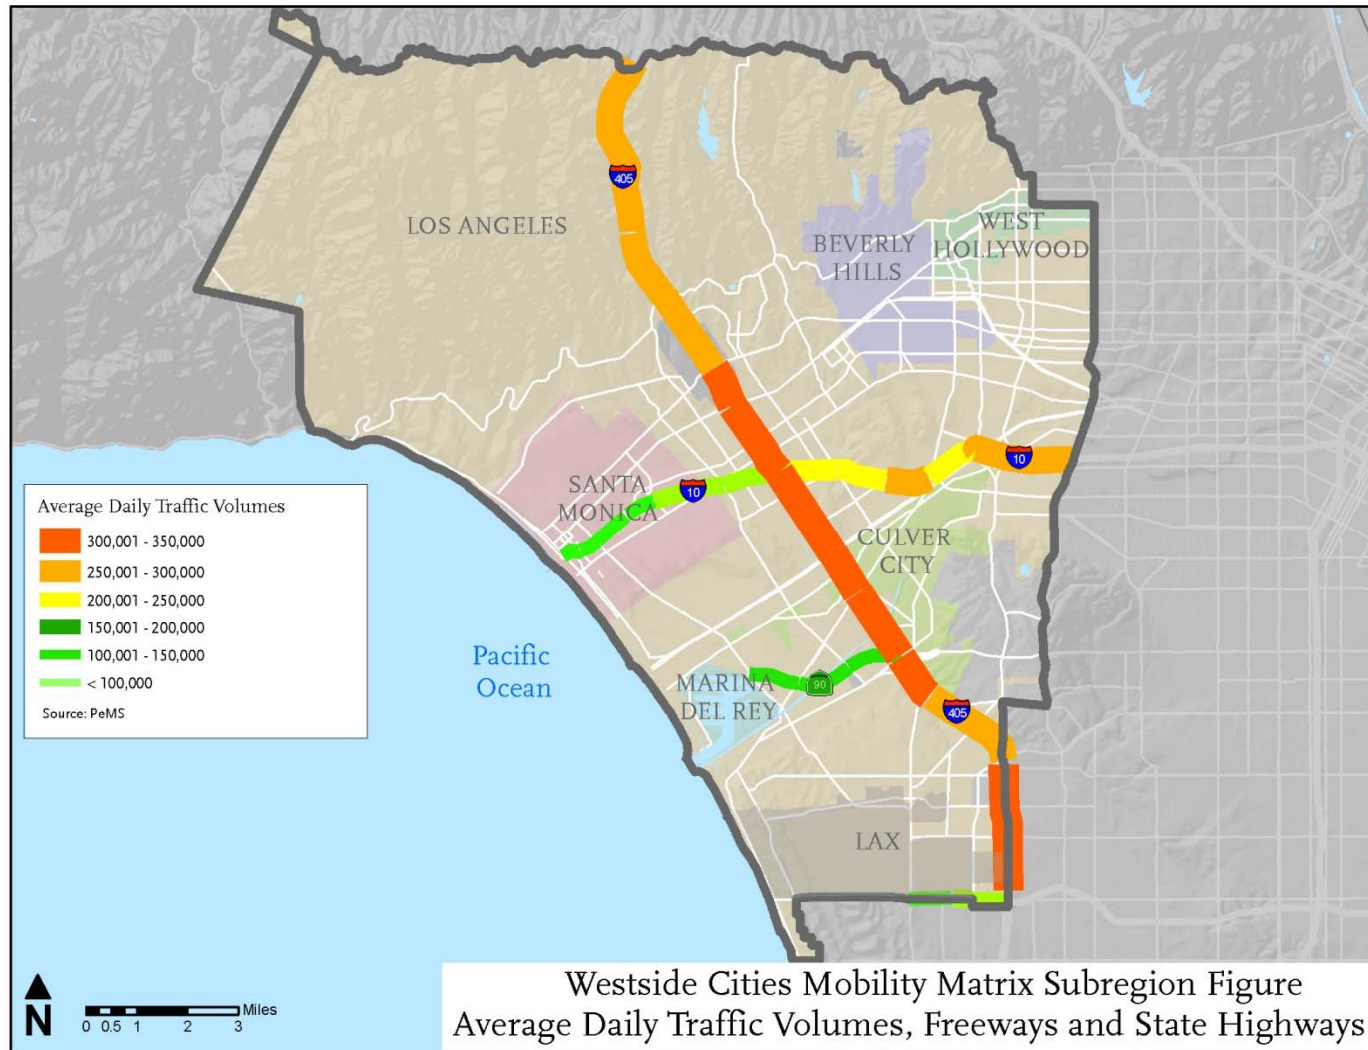 405
LOS ANGELES
WEST
HOLLYWOOD
BEVERLY
HILLS
10
SANTA
MONICA
10
CULVER
CITY
Average Daily Traffic Volumes
300,001 - 350,000
250,001 - 300,000
200,001 - 250,000
150,001 - 200,000
100,001 - 150,000
< 100,000
Source: PeMS
Pacific
Ocean
MARINA
DEL REY
90
405
LAX
N
0 0.5 1 2 3 Miles
Westside Cities Mobility Matrix Subregion Figure
Average Daily Traffic Volumes, Freeways and State Highways